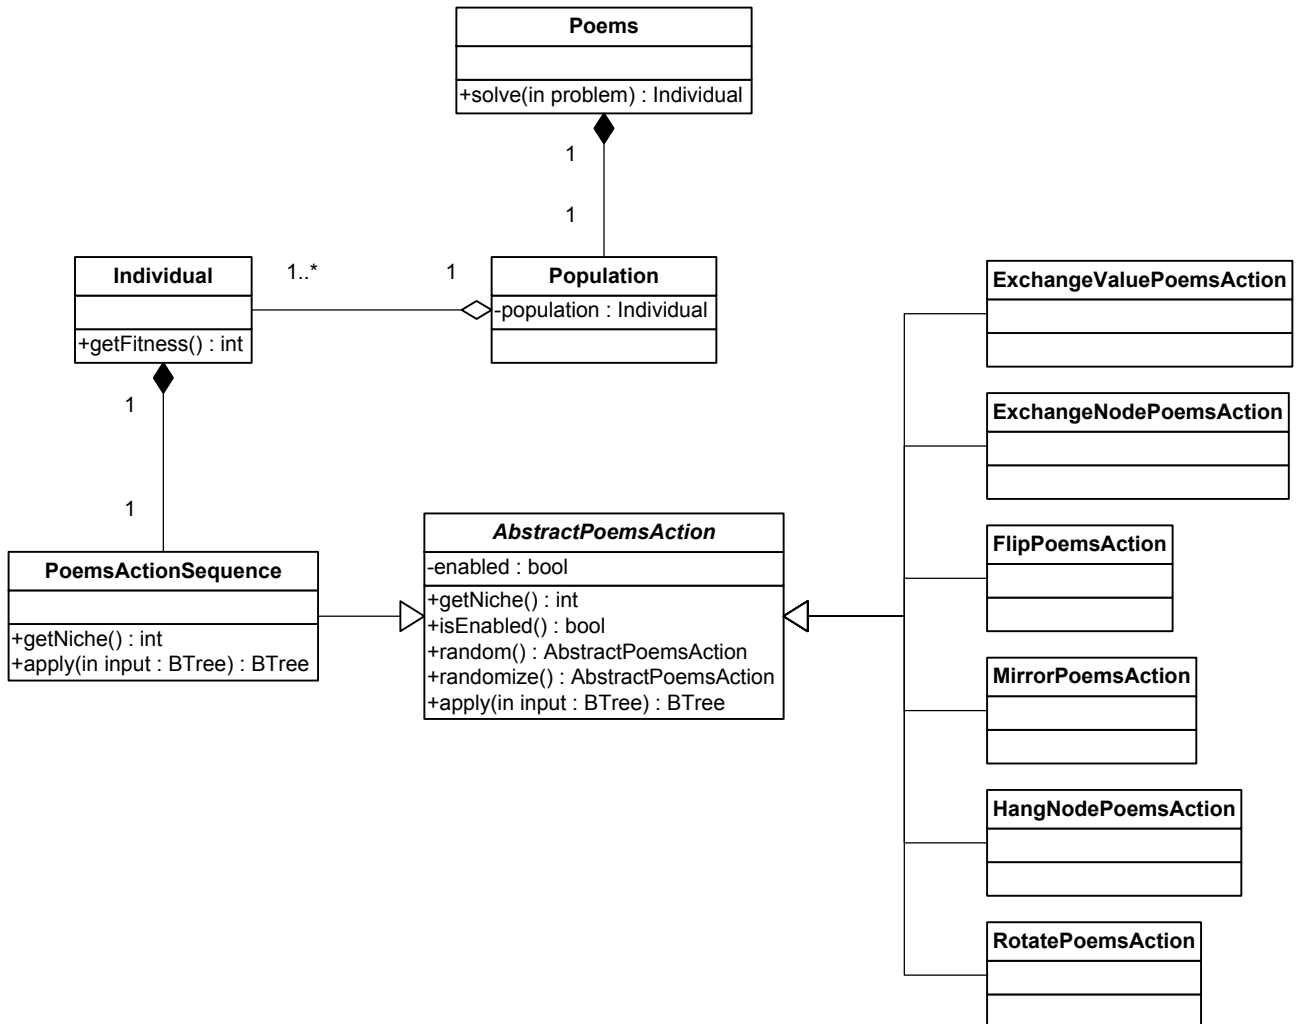 Poems
+solve(in problem) : Individual
1
1
Individual
+getFitness() : int
1..*
1
Population
-population : Individual
1
1
PoemsActionSequence
+getNiche() : int
+apply(in input : BTree) : BTree
AbstractPoemsAction
-enabled : bool
+getNiche() : int
+isEnabled() : bool
+random() : AbstractPoemsAction
+randomize() : AbstractPoemsAction
+apply(in input : BTree) : BTree
ExchangeValuePoemsAction
ExchangeNodePoemsAction
FlipPoemsAction
MirrorPoemsAction
HangNodePoemsAction
RotatePoemsAction